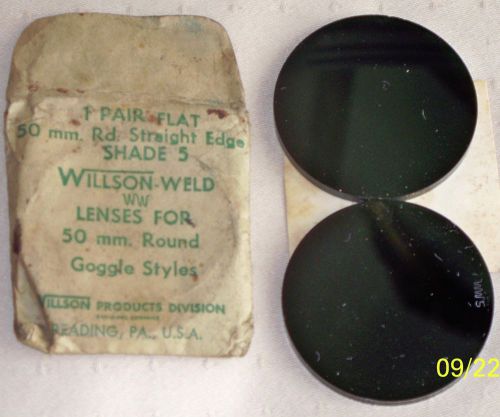 1 PAIR FLAT
50 mm. Rd. Straight Edge
SHADE 5
WILLSON-WELD
WW
LENSES FOR
50 mm. Round
Goggle Styles
WILLSON PRODUCTS DIVISION
READING, PA., U.S.A.
5WW
09/22